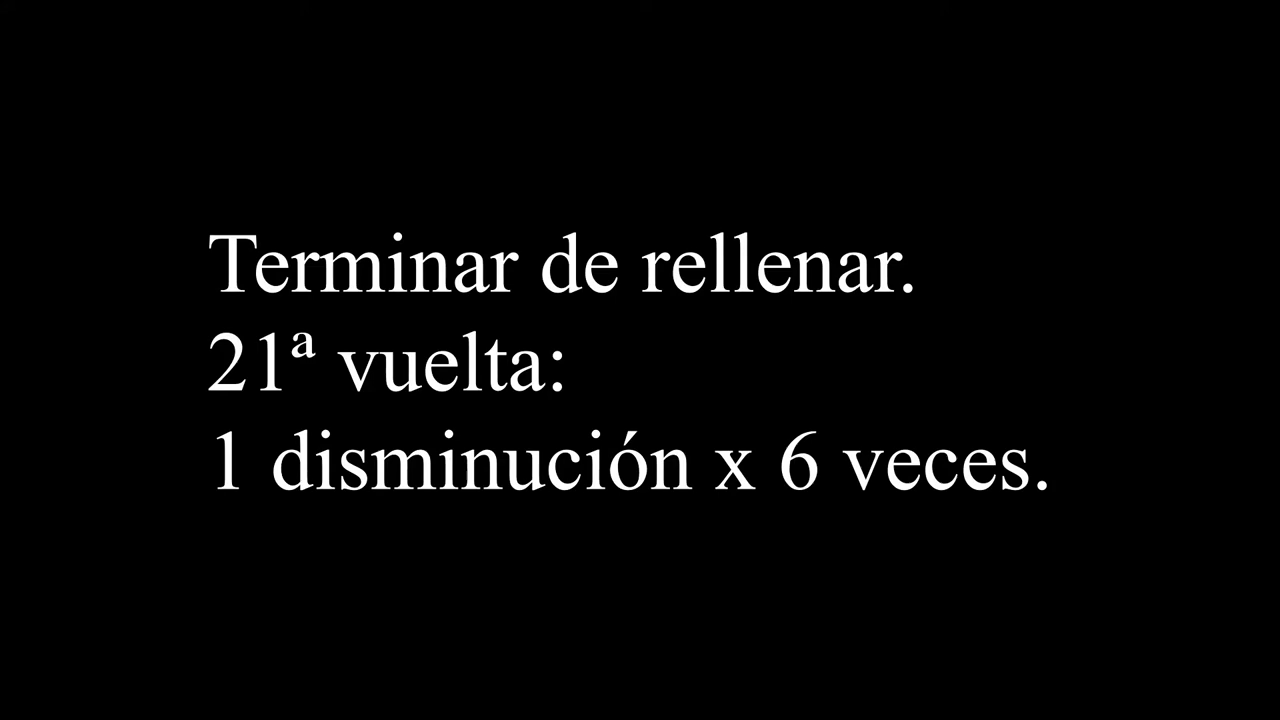 Terminar de rellenar.
21ª vuelta:
1 disminución x 6 veces.